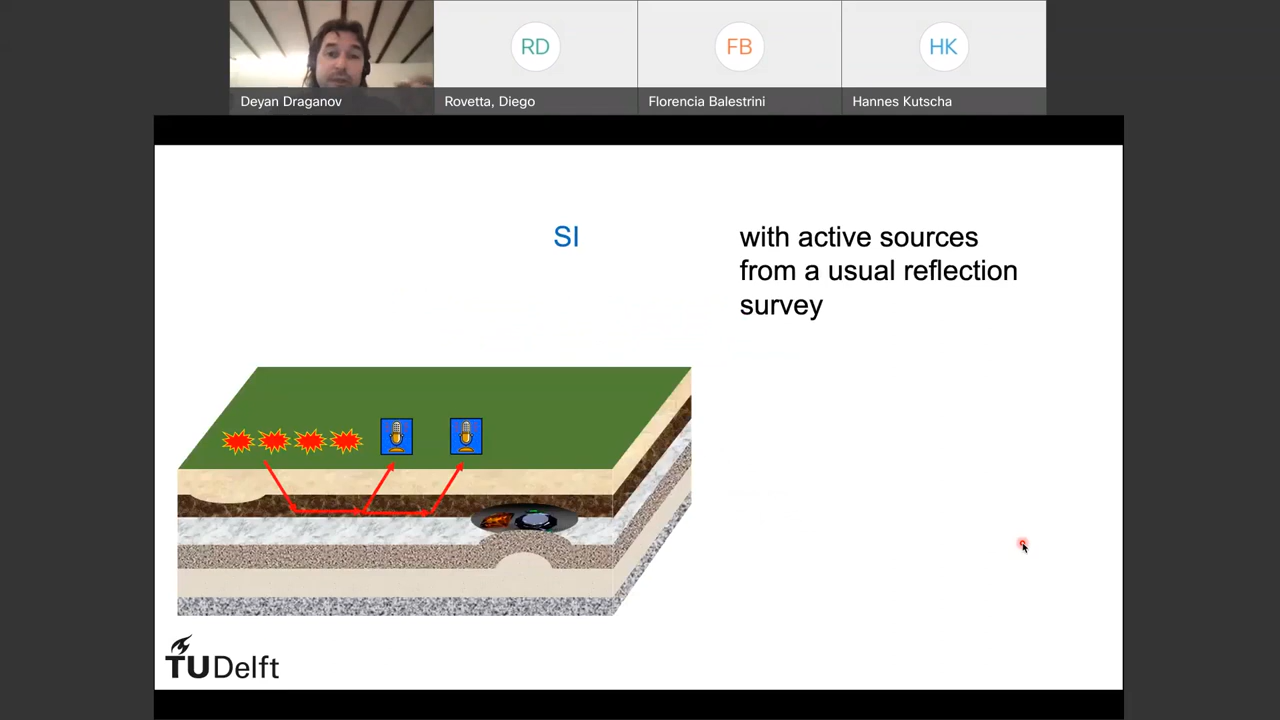 RD
FB
HK
Deyan Draganov
Rovetta, Diego
Florencia Balestrini
Hannes Kutscha
SI
with active sources
from a usual reflection
survey
TUDelft